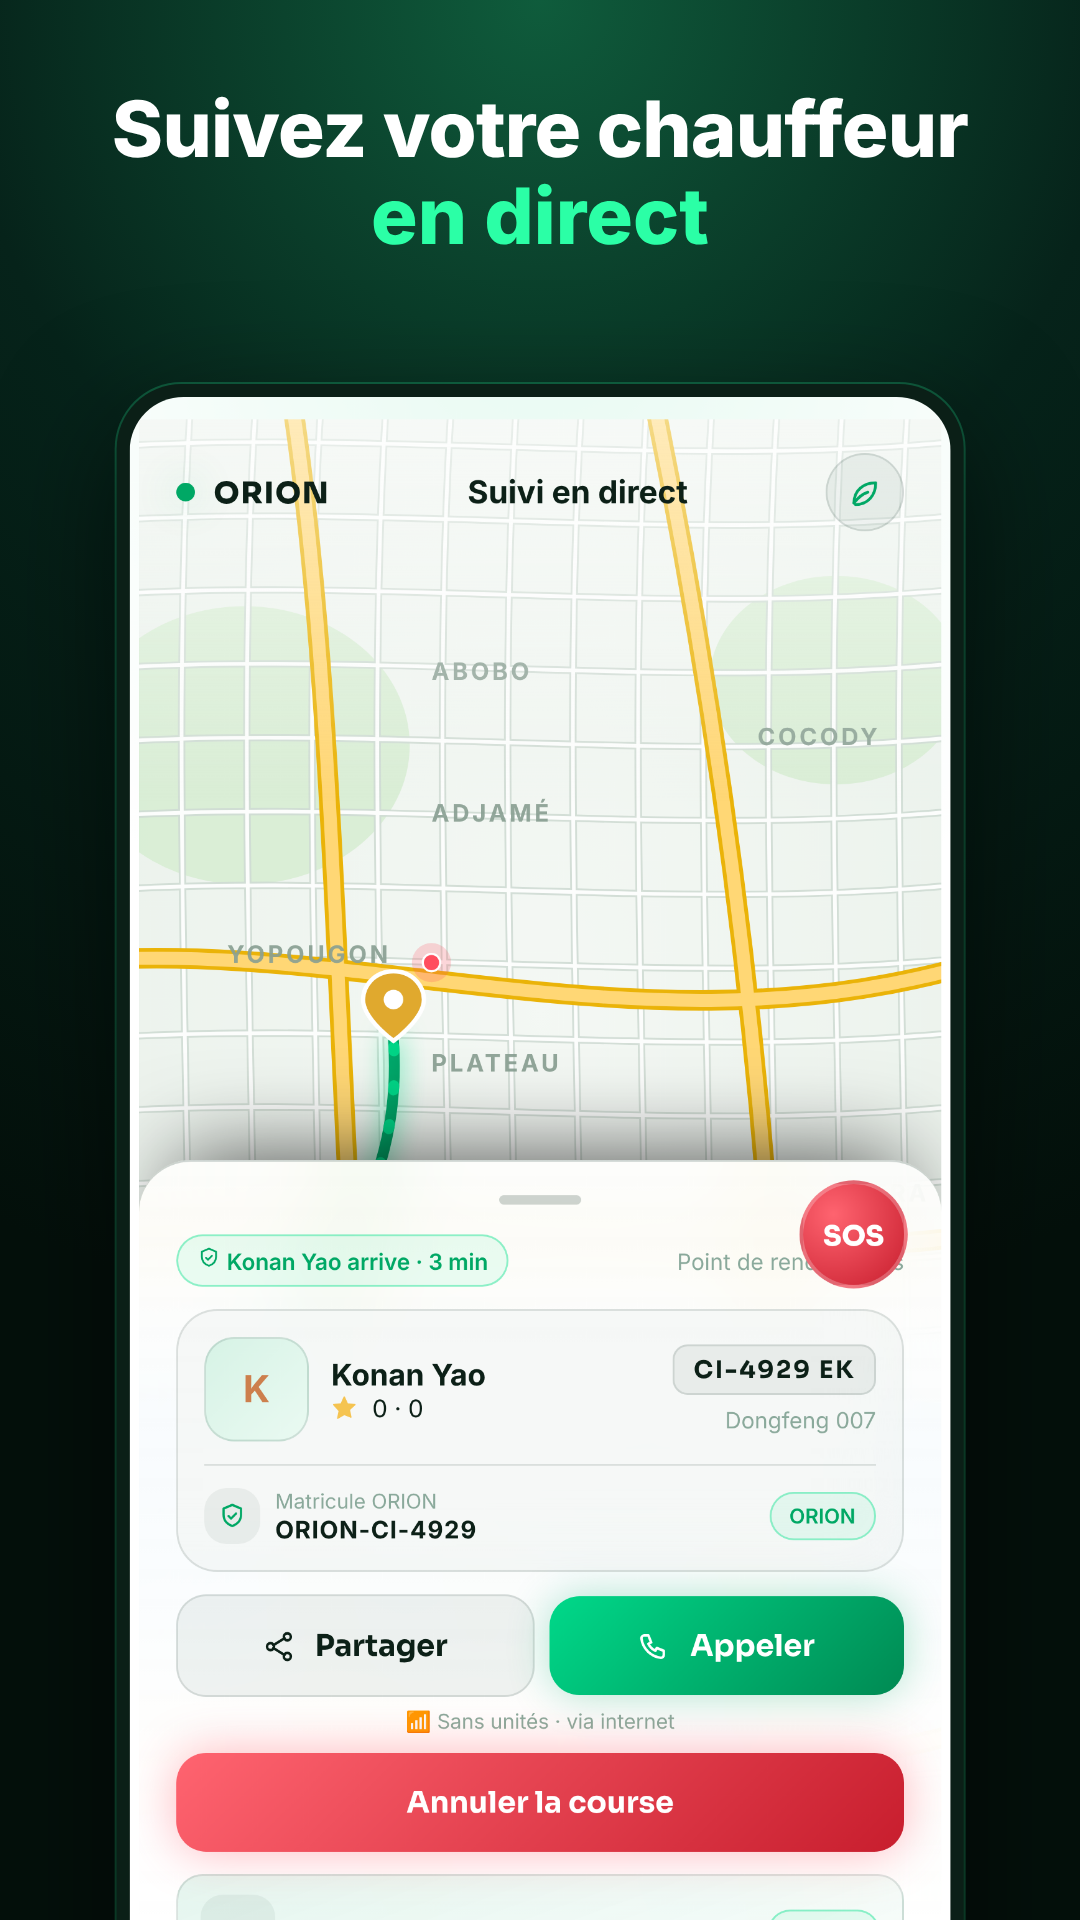 Suivez votre chauffeur
en direct
ORION
Suivi en direct
ABOBO
COCODY
ADJAMÉ
YOPOUGON
PLATEAU
SOS
Konan Yao arrive · 3 min
Point de
K
Konan Yao
0 · 0
CI-4929 EK
Dongfeng 007
Matricule ORION
ORION-CI-4929
ORION
Partager
Appeler
Sans unités · via internet
Annuler la course